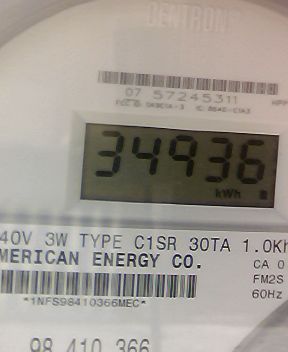 CENTRON
07 57245311
34936
kWh
40V 3W TYPE C1SR 30TA 1.0Kh
MERICAN ENERGY CO.
CA 0
FM2S
60Hz
*1NFS98410366MEC*
98 410 366